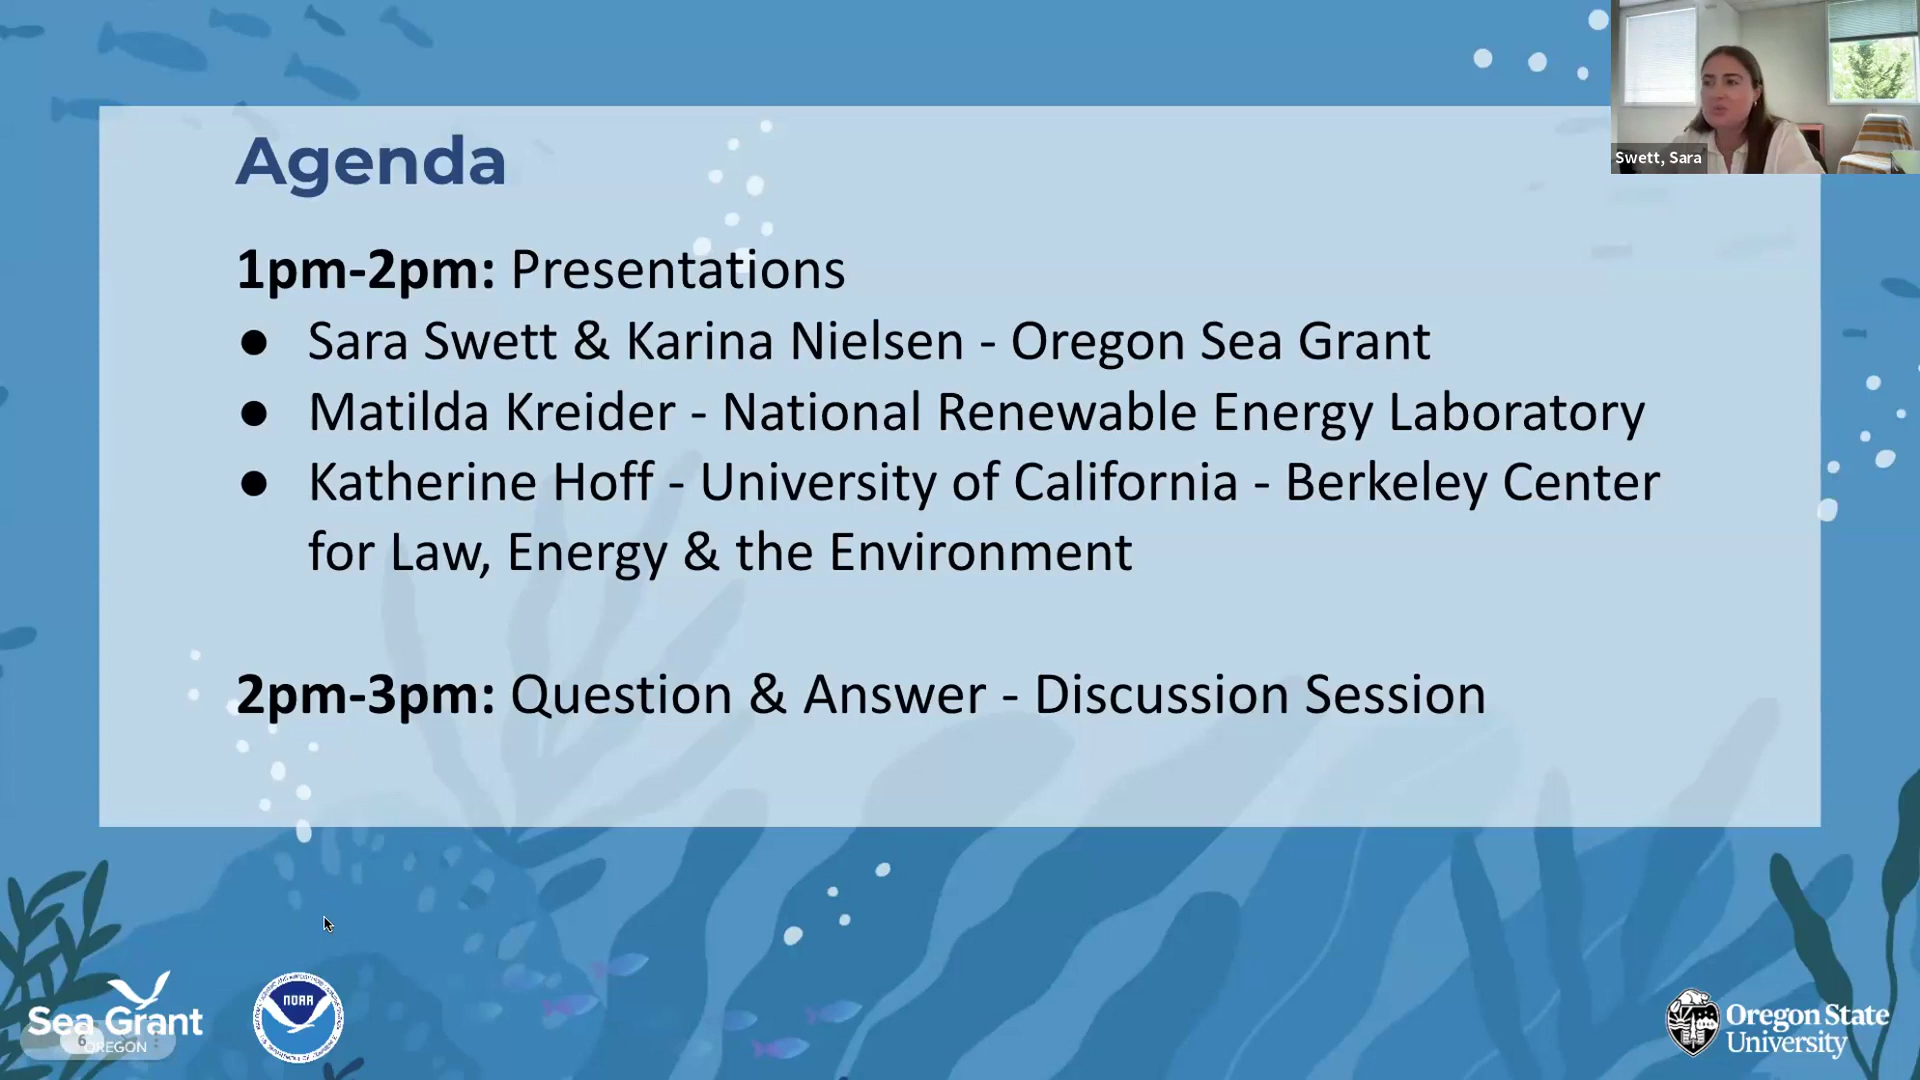 Swett, Sara
Agenda
1pm-2pm: Presentations
● Sara Swett & Karina Nielsen - Oregon Sea Grant
● Matilda Kreider - National Renewable Energy Laboratory
● Katherine Hoff - University of California - Berkeley Center
for Law, Energy & the Environment
2pm-3pm: Question & Answer - Discussion Session
Sea Grant
OREGON
6
NOAA
Oregon State
University